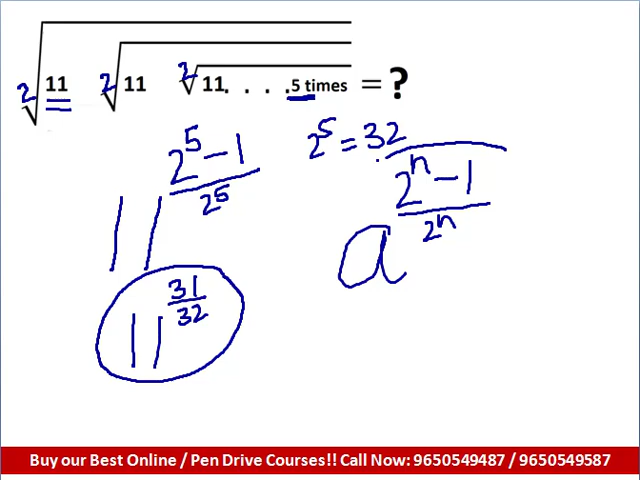 2√11 2√11 2√11. . . .5 times = ?
11^(2^5 – 1)/2^5
2^5 = 32
a^(2^n – 1)/2^n
11^31/32
Buy our Best Online / Pen Drive Courses!! Call Now: 9650549487 / 9650549587